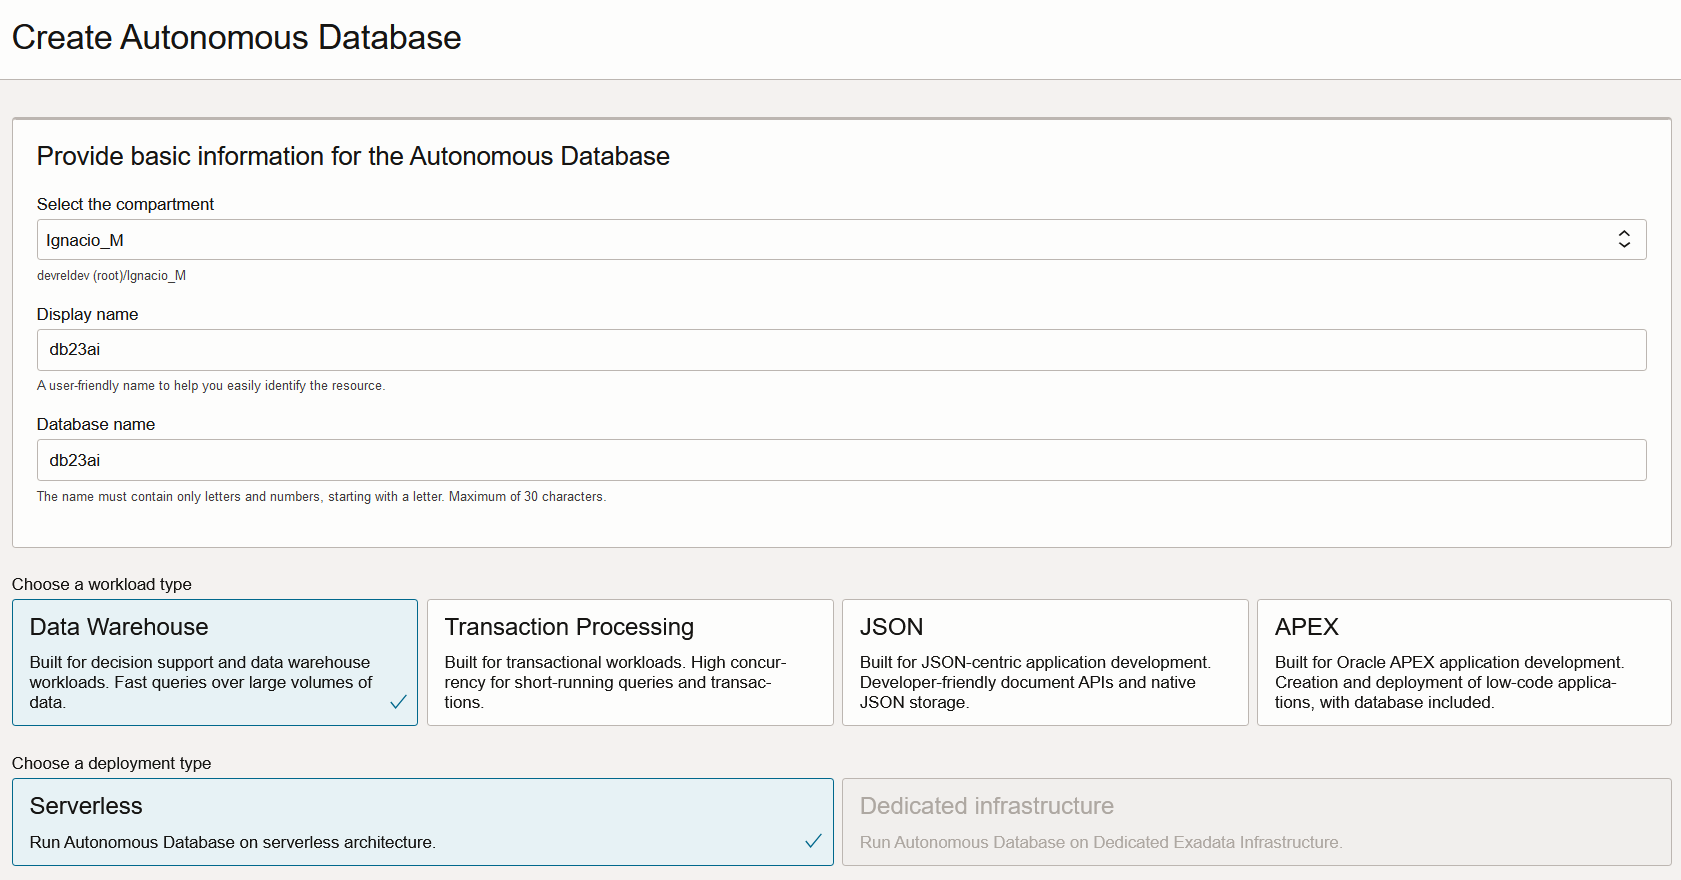 Create Autonomous Database
Provide basic information for the Autonomous Database
Select the compartment
Ignacio_M
devreldev (root)/Ignacio_M
Display name
db23ai
A user-friendly name to help you easily identify the resource.
Database name
db23ai
The name must contain only letters and numbers, starting with a letter. Maximum of 30 characters.
Choose a workload type
Data Warehouse
Built for decision support and data warehouse
workloads. Fast queries over large volumes of
data.
Transaction Processing
Built for transactional workloads. High concur-
rency for short-running queries and transac-
tions.
JSON
Built for JSON-centric application development.
Developer-friendly document APIs and native
JSON storage.
APEX
Built for Oracle APEX application development.
Creation and deployment of low-code applica-
tions, with database included.
Choose a deployment type
Serverless
Run Autonomous Database on serverless architecture.
Dedicated infrastructure
Run Autonomous Database on Dedicated Exadata Infrastructure.